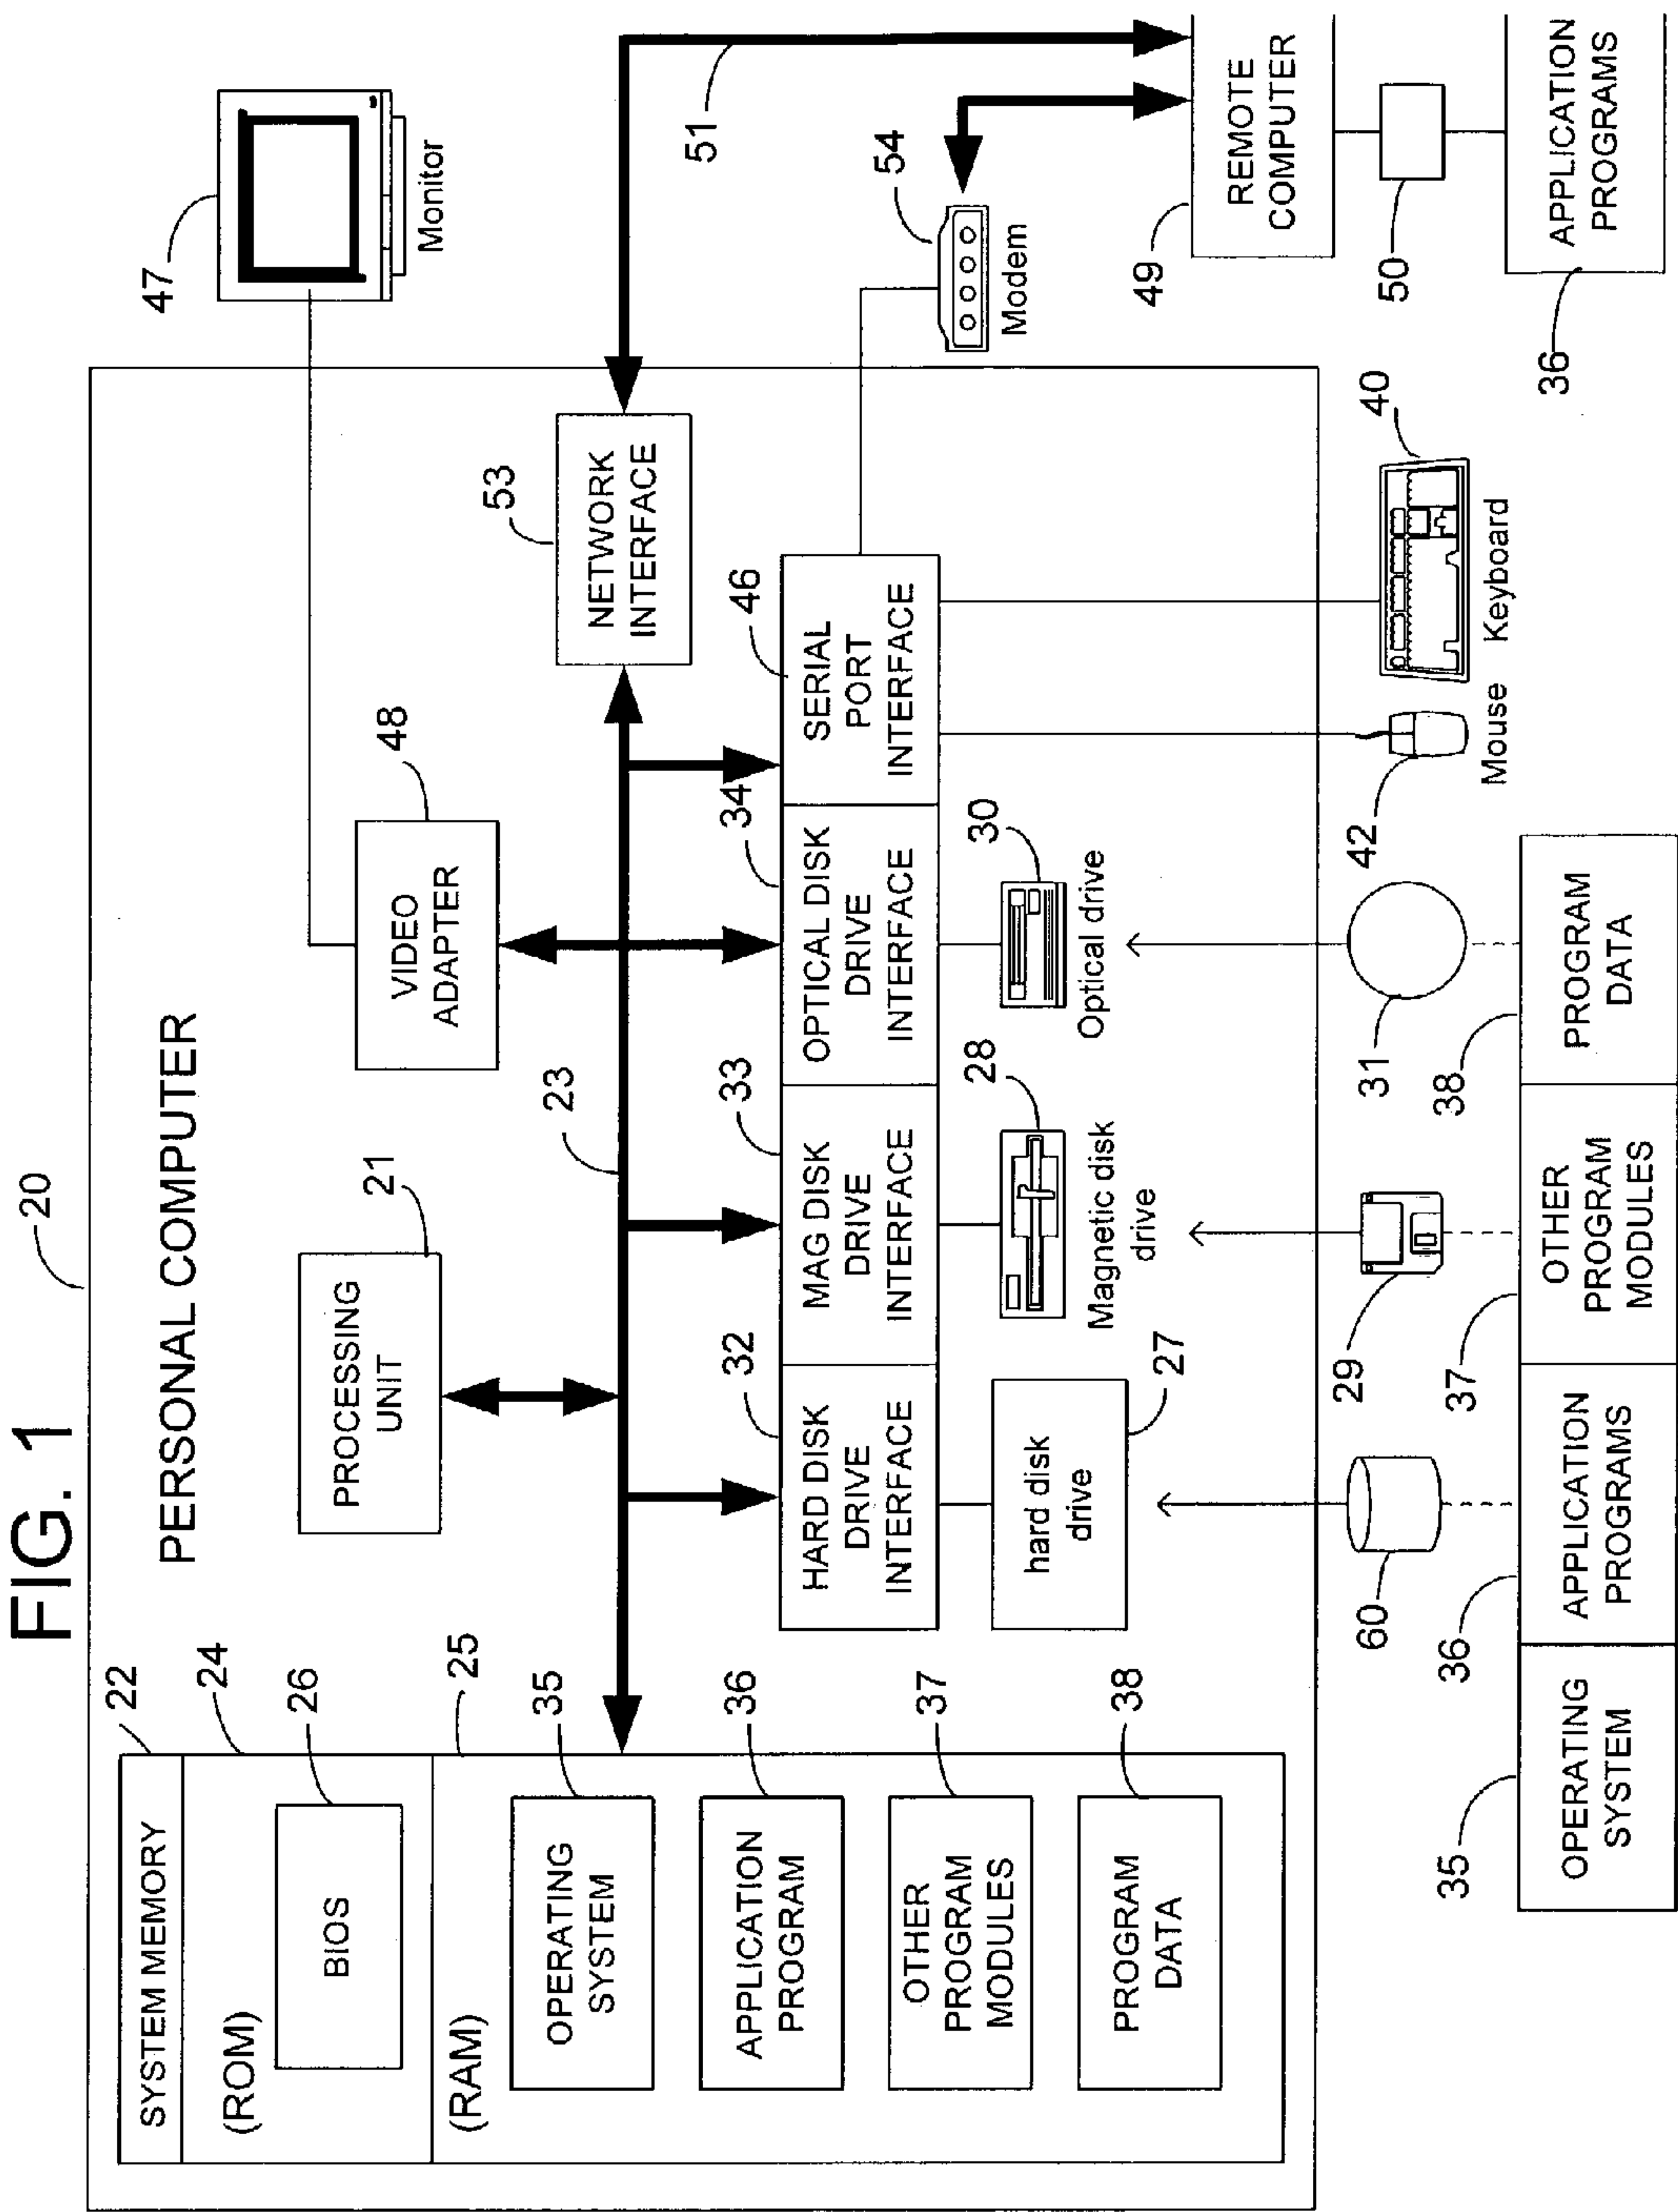 FIG. 1
20
PERSONAL COMPUTER
22
SYSTEM MEMORY
24
(ROM)
26
BIOS
25
(RAM)
35
OPERATING
SYSTEM
36
APPLICATION
PROGRAM
37
OTHER
PROGRAM
MODULES
38
PROGRAM
DATA
21
PROCESSING
UNIT
23
48
VIDEO
ADAPTER
47
Monitor
53
NETWORK
INTERFACE
51
32
HARD DISK
DRIVE
INTERFACE
33
MAG DISK
DRIVE
INTERFACE
34
OPTICAL DISK
DRIVE
INTERFACE
46
SERIAL
PORT
INTERFACE
54
Modem
27
hard disk
drive
28
Magnetic disk
drive
30
Optical drive
49
REMOTE
COMPUTER
60
29
31
42
Mouse
40
Keyboard
50
35
OPERATING
SYSTEM
36
APPLICATION
PROGRAMS
37
OTHER
PROGRAM
MODULES
38
PROGRAM
DATA
36
APPLICATION
PROGRAMS